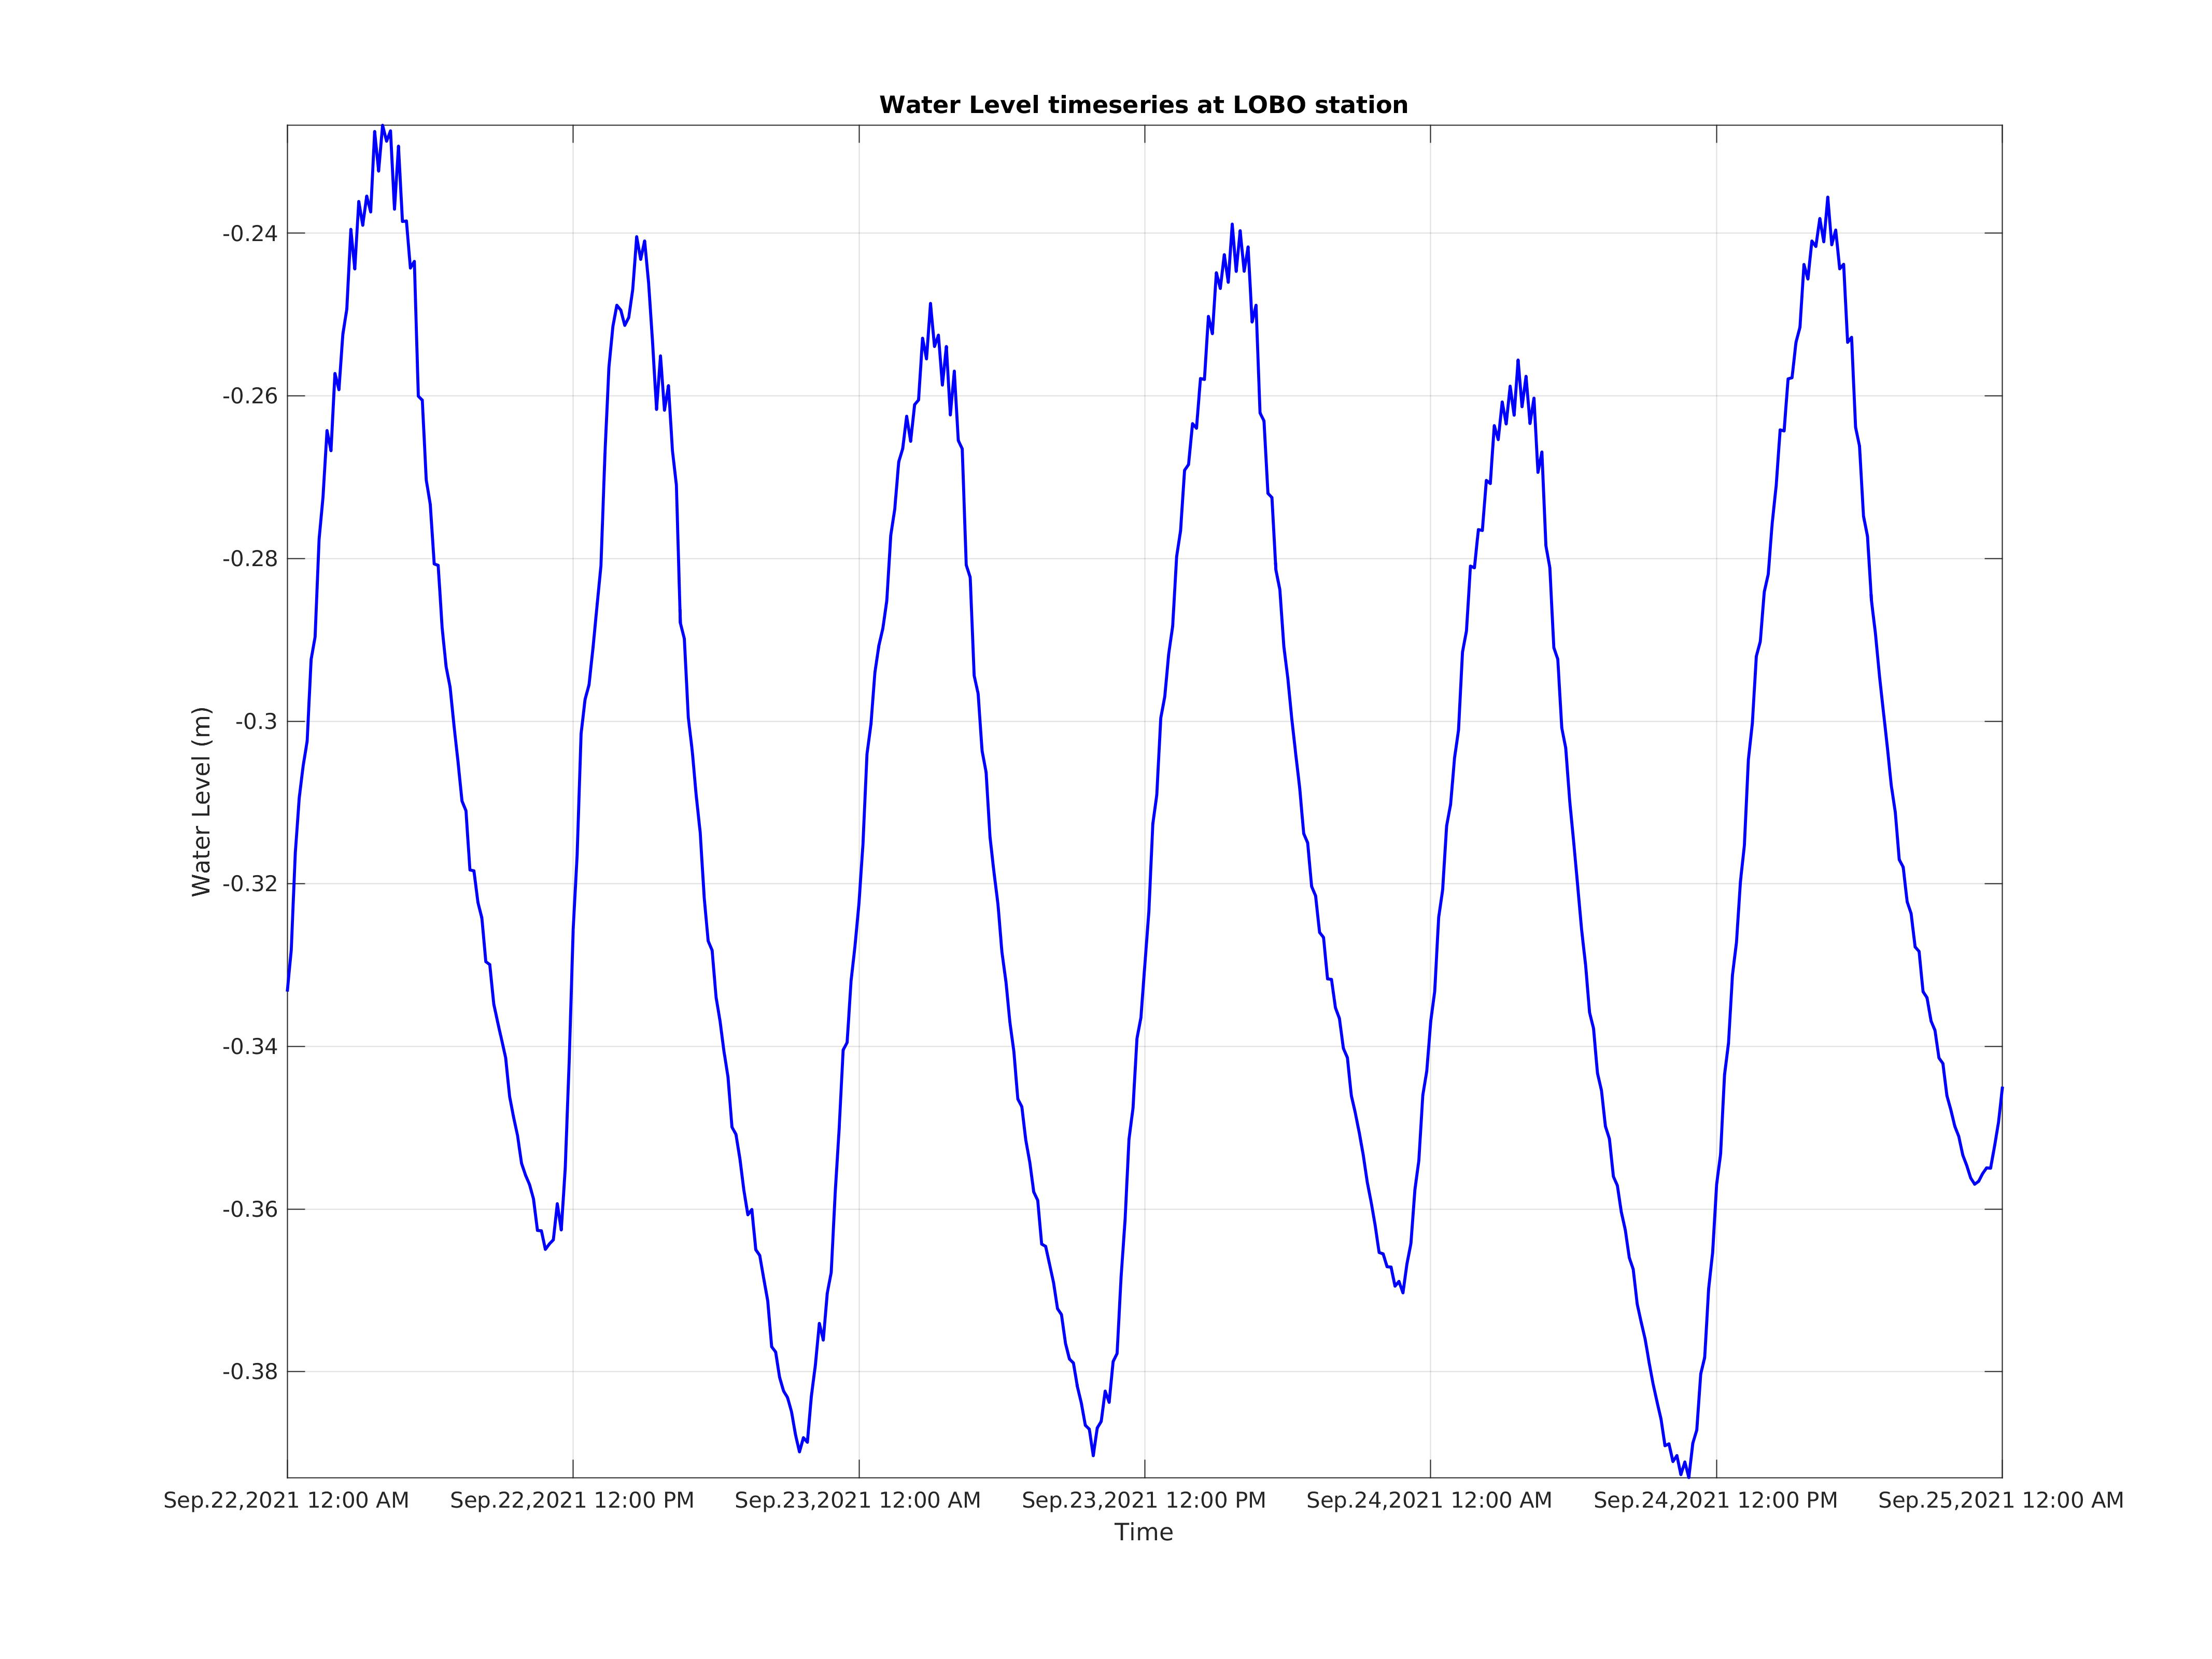 Water Level timeseries at LOBO station
-0.24
-0.26
-0.28
-0.3
-0.32
-0.34
-0.36
-0.38
Water Level (m)
Sep.22,2021 12:00 AM Sep.22,2021 12:00 PM Sep.23,2021 12:00 AM Sep.23,2021 12:00 PM Sep.24,2021 12:00 AM Sep.24,2021 12:00 PM Sep.25,2021 12:00 AM
Time